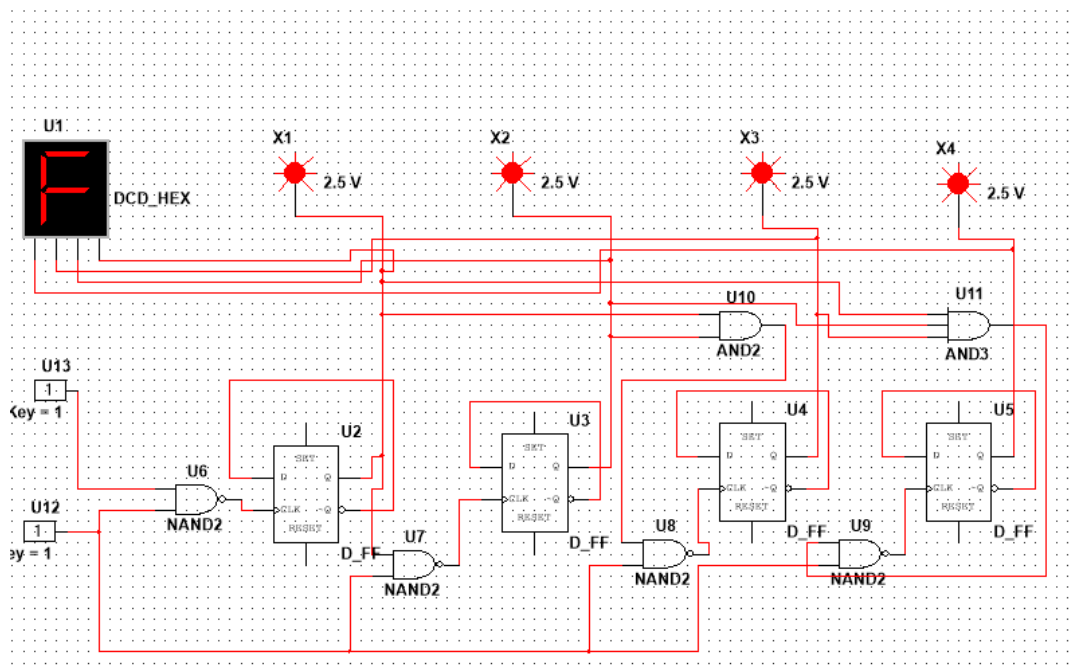 U1
X1
X2
X3
X4
2.5 V
2.5 V
2.5 V
2.5 V
F
DCD_HEX
U10
AND2
U11
AND3
U13
1
Key = 1
U12
1
ey = 1
U6
NAND2
U2
SET
D
Q
CLK
~Q
RESET
D_FF
U7
NAND2
U3
SET
D
Q
CLK
~Q
RESET
D_FF
U8
NAND2
U4
SET
D
Q
CLK
~Q
RESET
D_FF
U9
NAND2
U5
SET
D
Q
CLK
~Q
RESET
D_FF